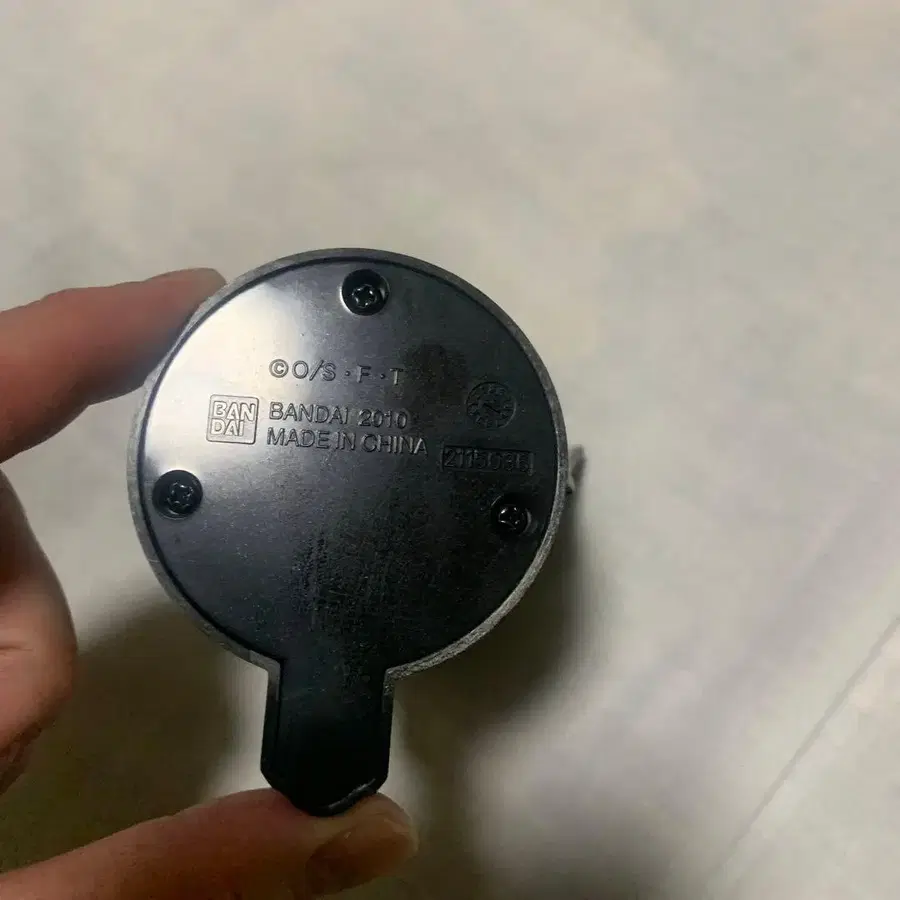 ©O/S・F・T
BAN
DAI
BANDAI 2010
MADE IN CHINA